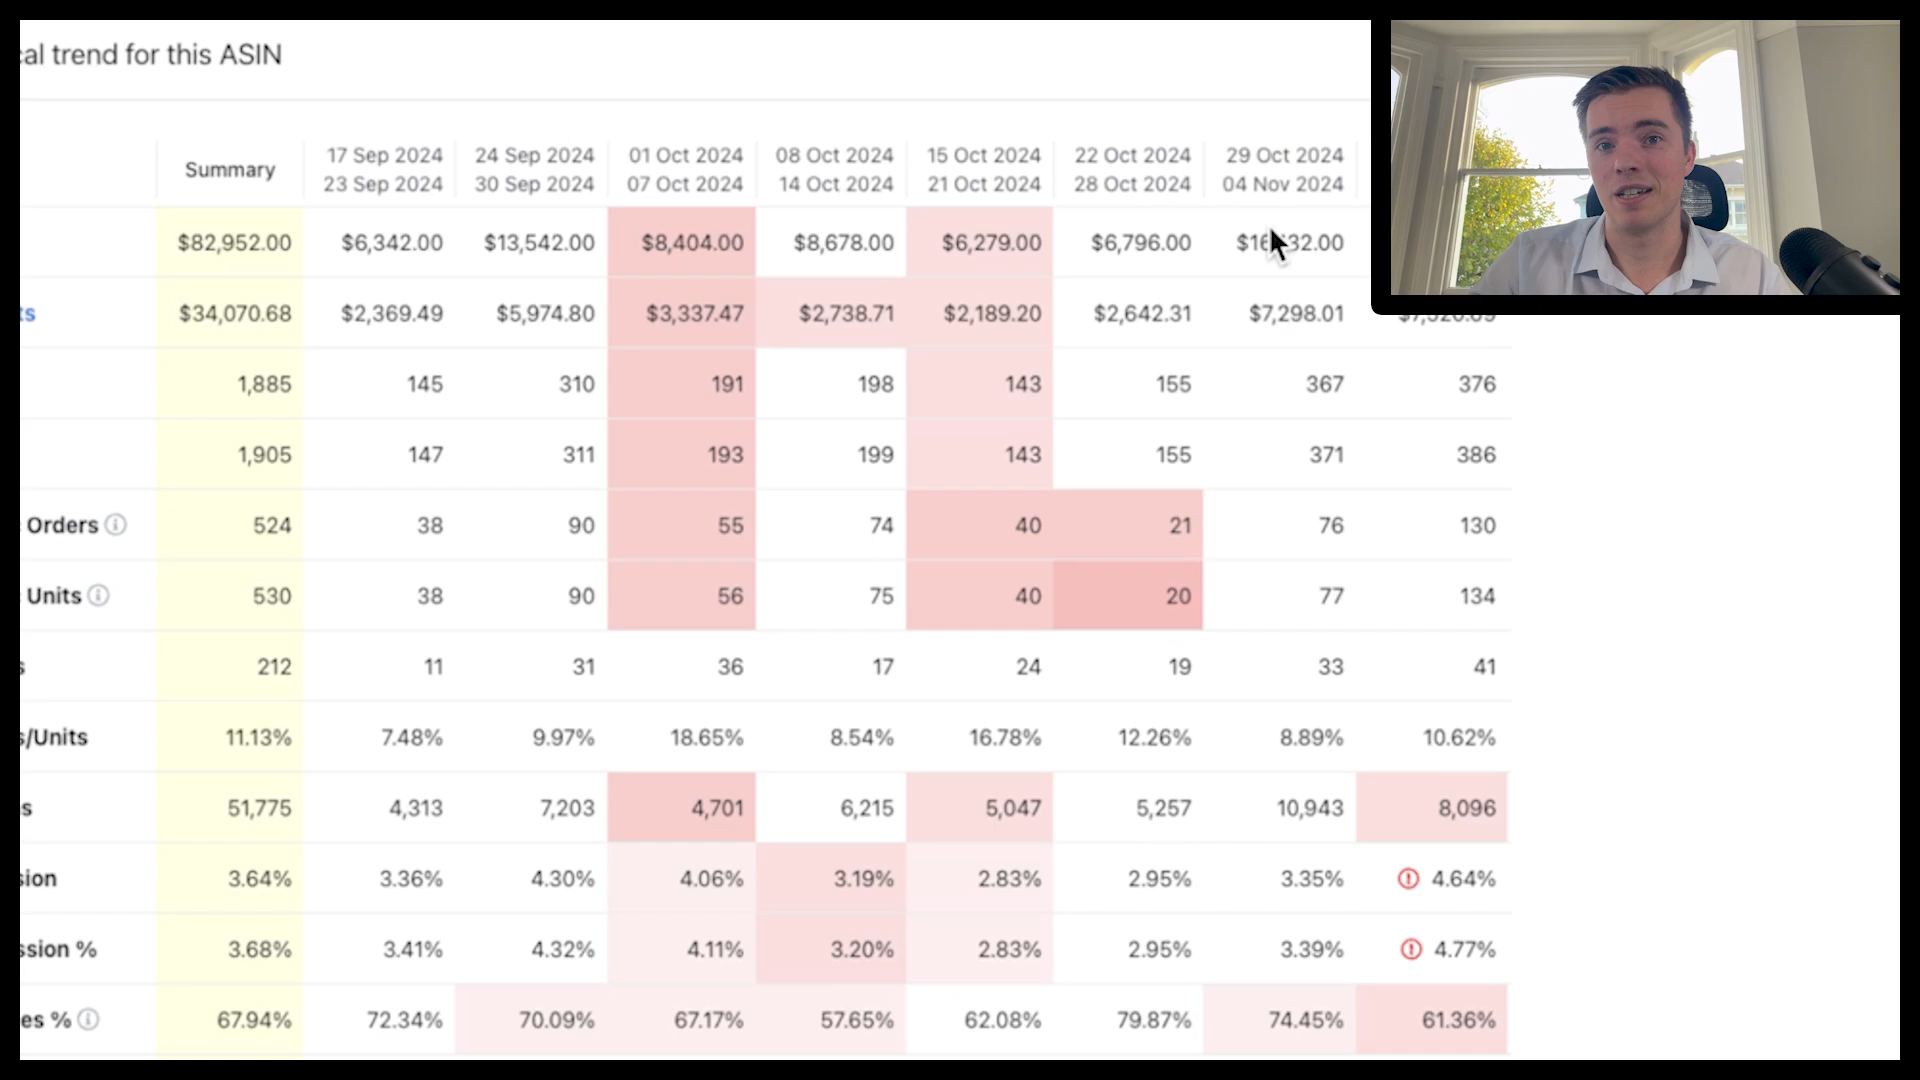 cal trend for this ASIN
Summary 17 Sep 2024 24 Sep 2024 01 Oct 2024 08 Oct 2024 15 Oct 2024 22 Oct 2024 29 Oct 2024
23 Sep 2024 30 Sep 2024 07 Oct 2024 14 Oct 2024 21 Oct 2024 28 Oct 2024 04 Nov 2024
$82,952.00 $6,342.00 $13,542.00 $8,404.00 $8,678.00 $6,279.00 $6,796.00
ts $34,070.68 $2,369.49 $5,974.80 $3,337.47 $2,738.71 $2,189.20 $2,642.31 $7,298.01
1,885 145 310 191 198 143 155 367 376
1,905 147 311 193 199 143 155 371 386
Orders 524 38 90 55 74 40 21 76 130
Units 530 38 90 56 75 40 20 77 134
s 212 11 31 36 17 24 19 33 41
s/Units 11.13% 7.48% 9.97% 18.65% 8.54% 16.78% 12.26% 8.89% 10.62%
s 51,775 4,313 7,203 4,701 6,215 5,047 5,257 10,943 8,096
sion 3.64% 3.36% 4.30% 4.06% 3.19% 2.83% 2.95% 3.35% 4.64%
ssion % 3.68% 3.41% 4.32% 4.11% 3.20% 2.83% 2.95% 3.39% 4.77%
es % 67.94% 72.34% 70.09% 67.17% 57.65% 62.08% 79.87% 74.45% 61.36%